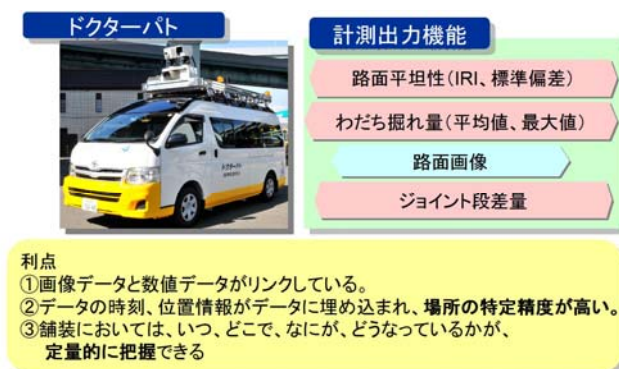 ドクターパト
計測出力機能
路面平坦性(IRI、標準偏差)
わだち掘れ量(平均値、最大値)
路面画像
ジョイント段差量
ドクターパト
利点
①画像データと数値データがリンクしている。
②データの時刻、位置情報がデータに埋め込まれ、場所の特定精度が高い。
③舗装においては、いつ、どこで、なにが、どうなっているかが、
定量的に把握できる